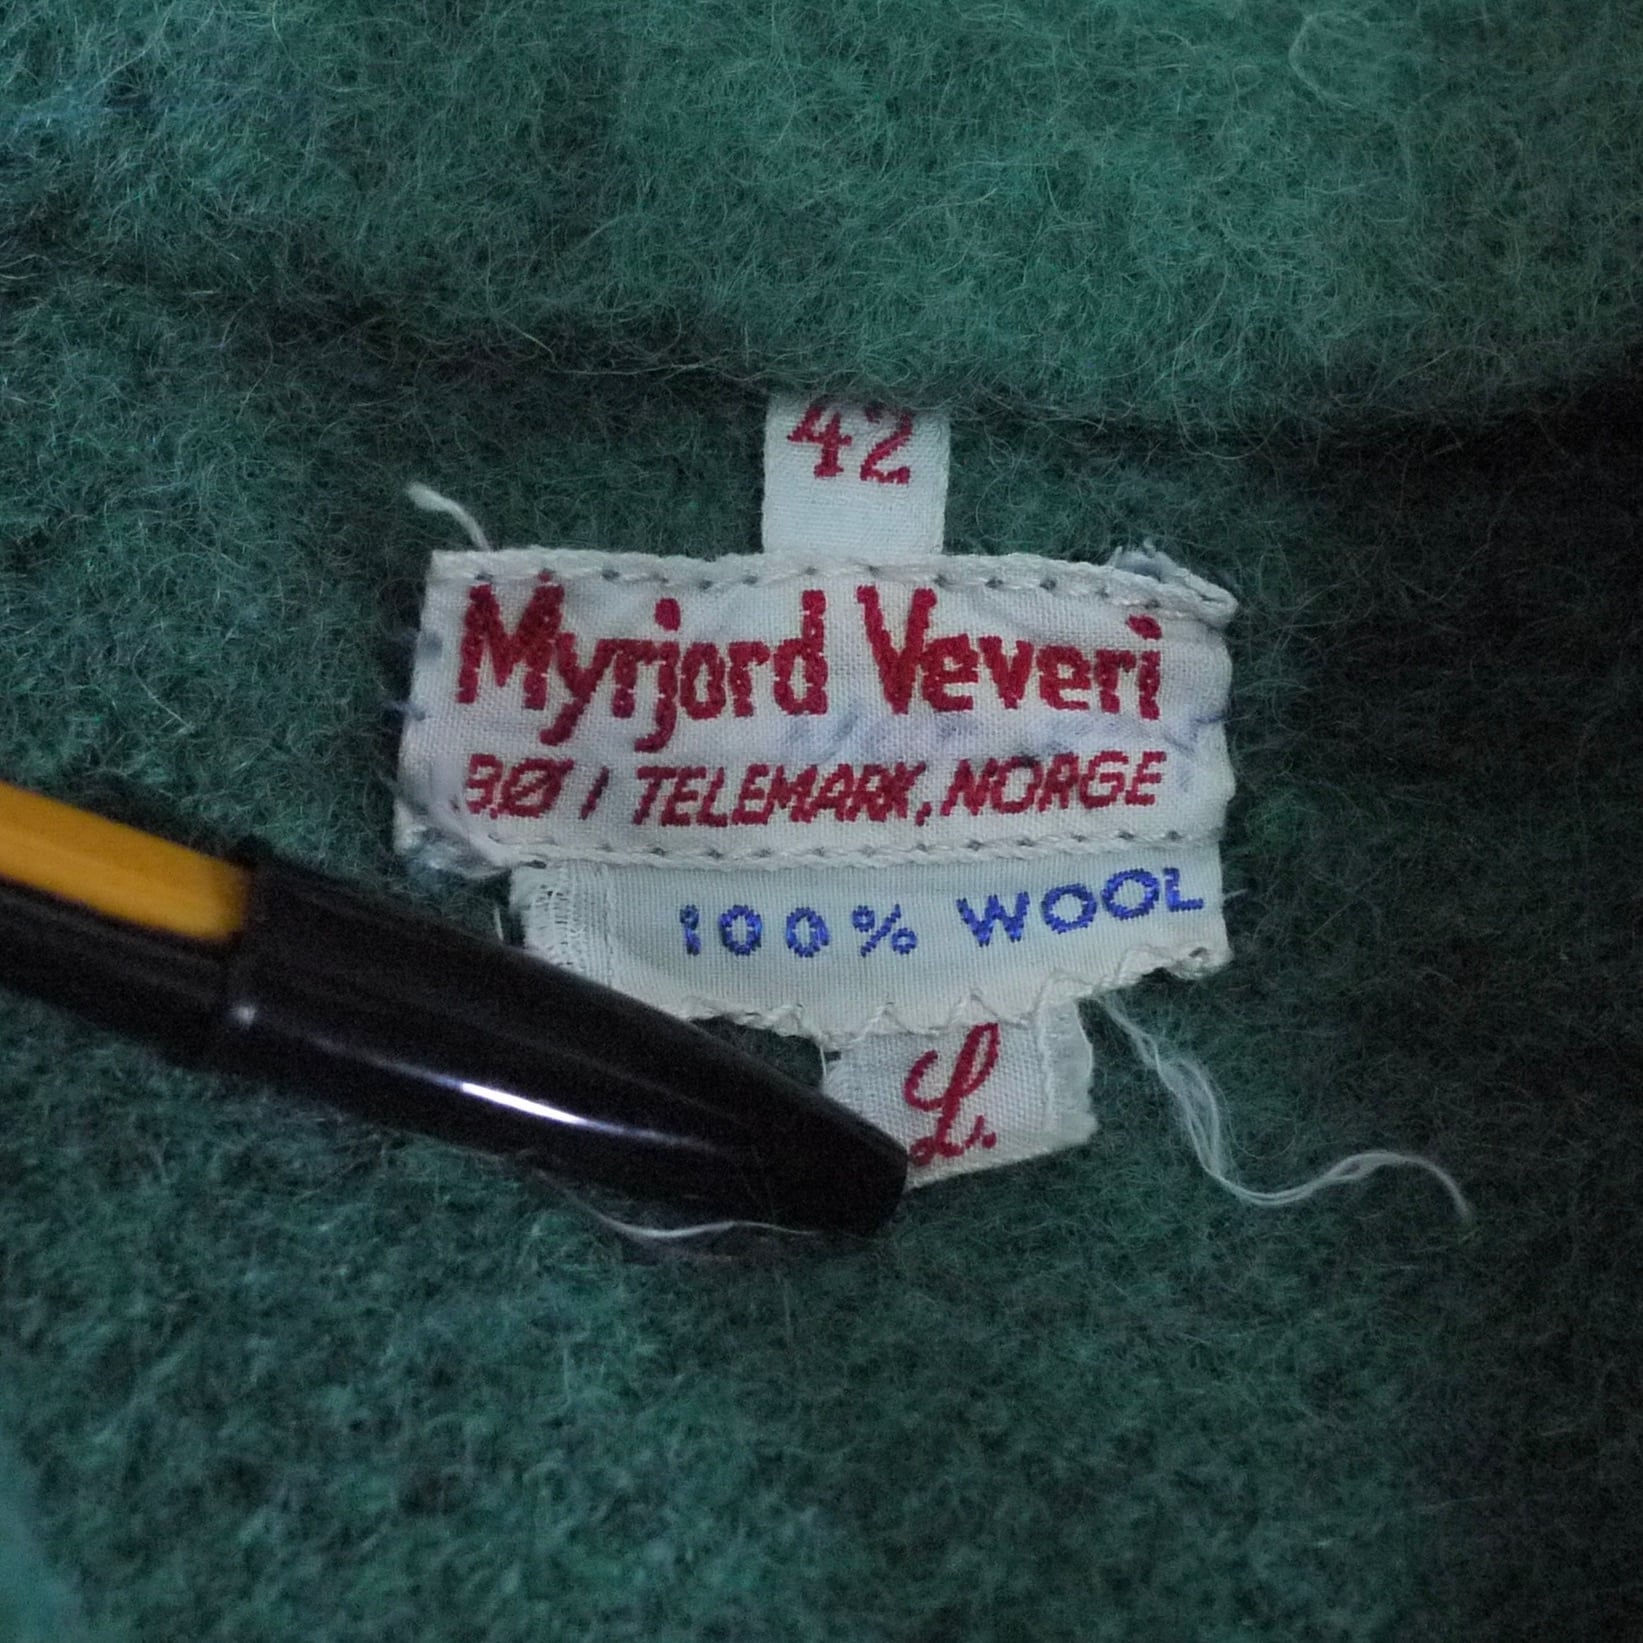 42
Myrjord Veveri
BØ I TELEMARK, NORGE
100% WOOL
L.